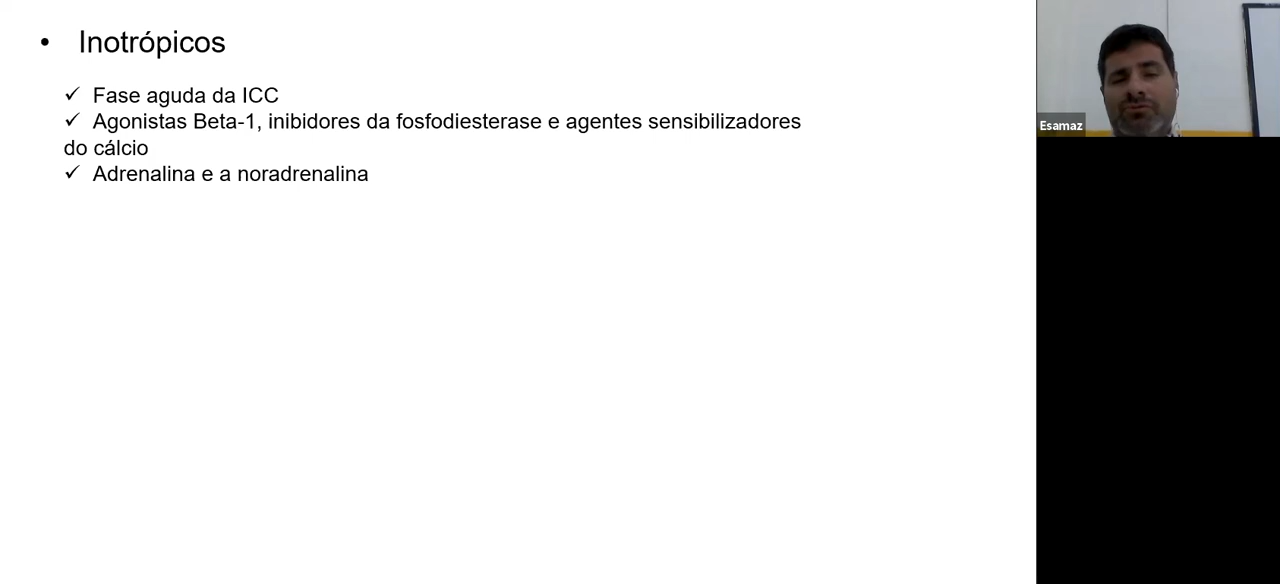 • Inotrópicos
✓ Fase aguda da ICC
✓ Agonistas Beta-1, inibidores da fosfodiesterase e agentes sensibilizadores
do cálcio
✓ Adrenalina e a noradrenalina
Esamaz